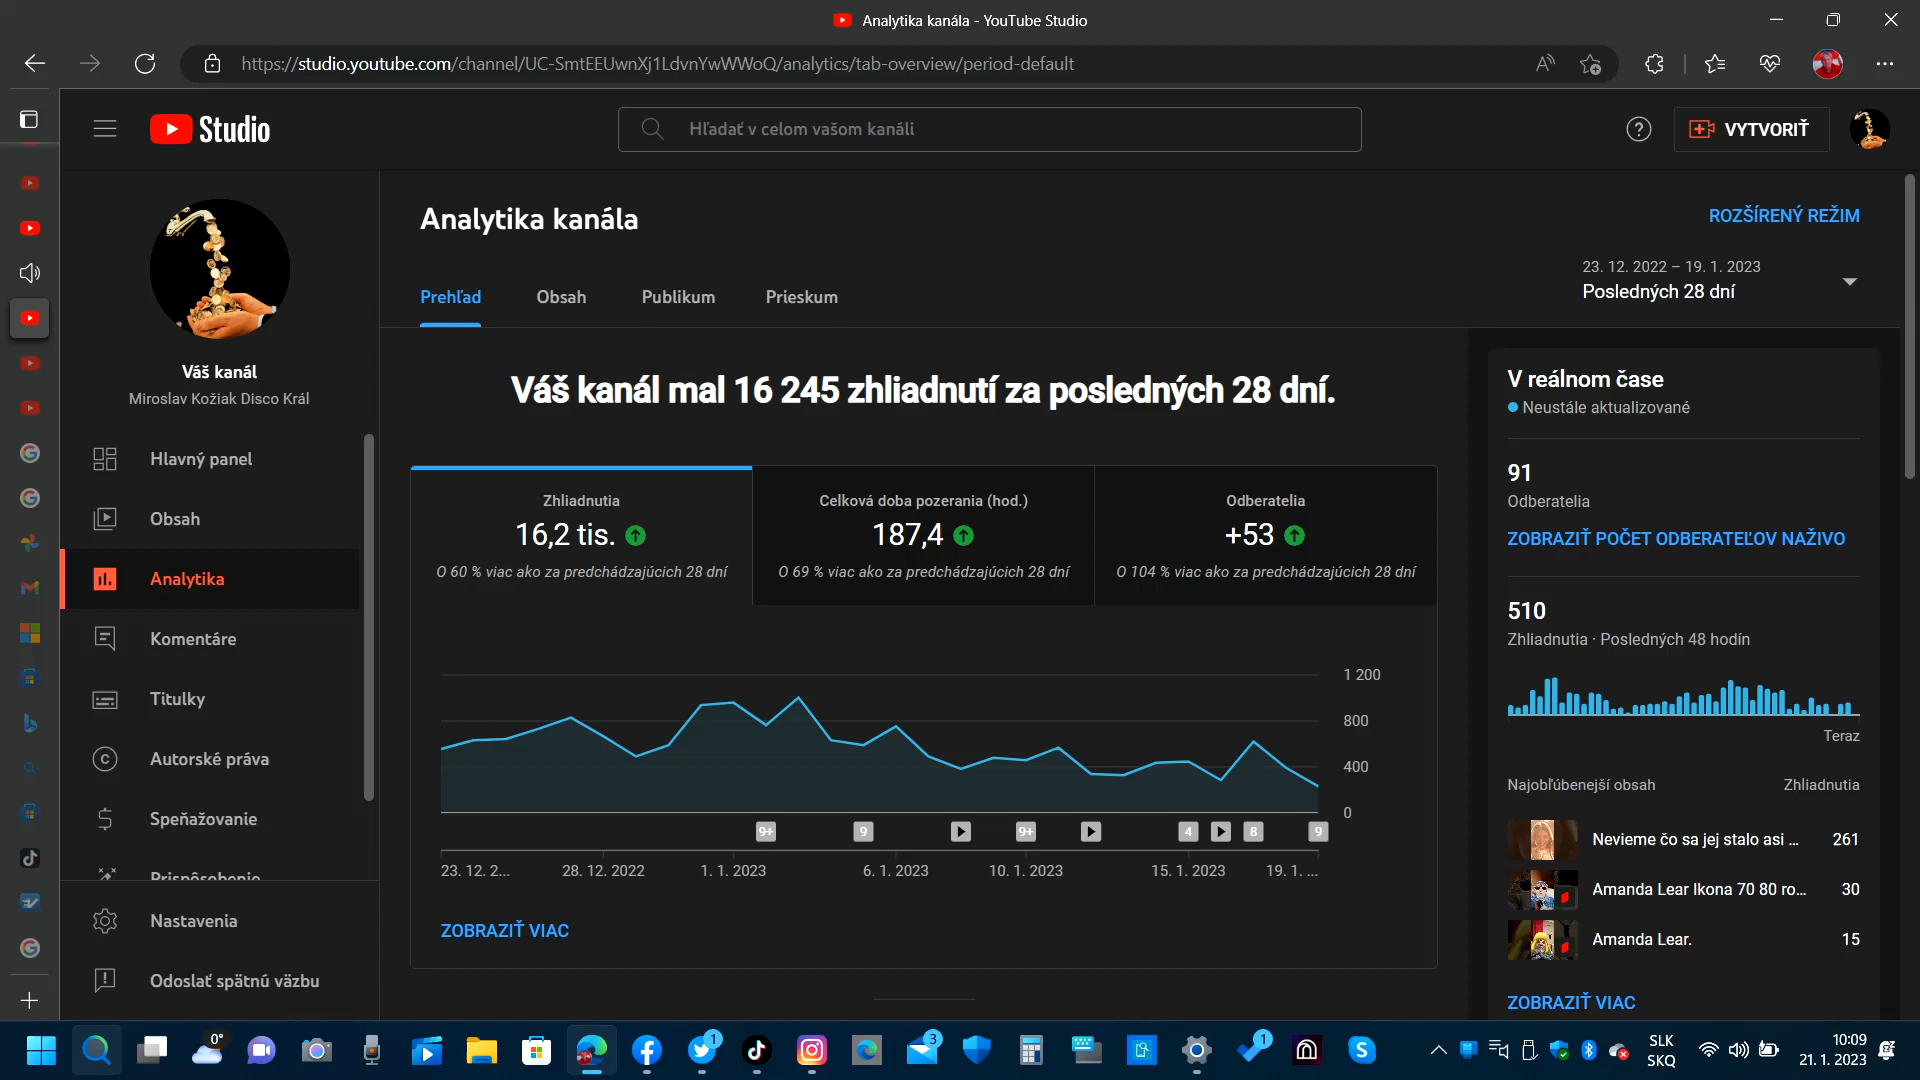 Analytika kanála - YouTube Studio
https://studio.youtube.com/channel/UC-SmtEEUwnXj1LdvnYwWWoQ/analytics/tab-overview/period-default
Studio
Hľadať v celom vašom kanáli
VYTVORIŤ
Váš kanál
Miroslav Kožiak Disco Kráľ
Hlavný panel
Obsah
Analytika
Komentáre
Titulky
Autorské práva
Speňažovanie
Prispôsobenie
Nastavenia
Odoslať spätnú väzbu
Analytika kanála
ROZŠÍRENÝ REŽIM
Prehľad
Obsah
Publikum
Prieskum
23. 12. 2022 – 19. 1. 2023
Posledných 28 dní
Váš kanál mal 16 245 zhliadnutí za posledných 28 dní.
Zhliadnutia
16,2 tis.
O 60 % viac ako za predchádzajúcich 28 dní
Celková doba pozerania (hod.)
187,4
O 69 % viac ako za predchádzajúcich 28 dní
Odberatelia
+53
O 104 % viac ako za predchádzajúcich 28 dní
1 200
800
400
0
9+ 9 9+ 4 8 9
23. 12. 2... 28. 12. 2022 1. 1. 2023 6. 1. 2023 10. 1. 2023 15. 1. 2023 19. 1. ...
ZOBRAZIŤ VIAC
V reálnom čase
Neustále aktualizované
91
Odberatelia
ZOBRAZIŤ POČET ODBERATEĽOV NAŽIVO
510
Zhliadnutia · Posledných 48 hodín
Teraz
Najobľúbenejší obsah Zhliadnutia
Nevieme čo sa jej stalo asi ... 261
Amanda Lear Ikona 70 80 ro... 30
Amanda Lear. 15
ZOBRAZIŤ VIAC
0°
1
3
1
SLK
SKQ
10:09
21. 1. 2023